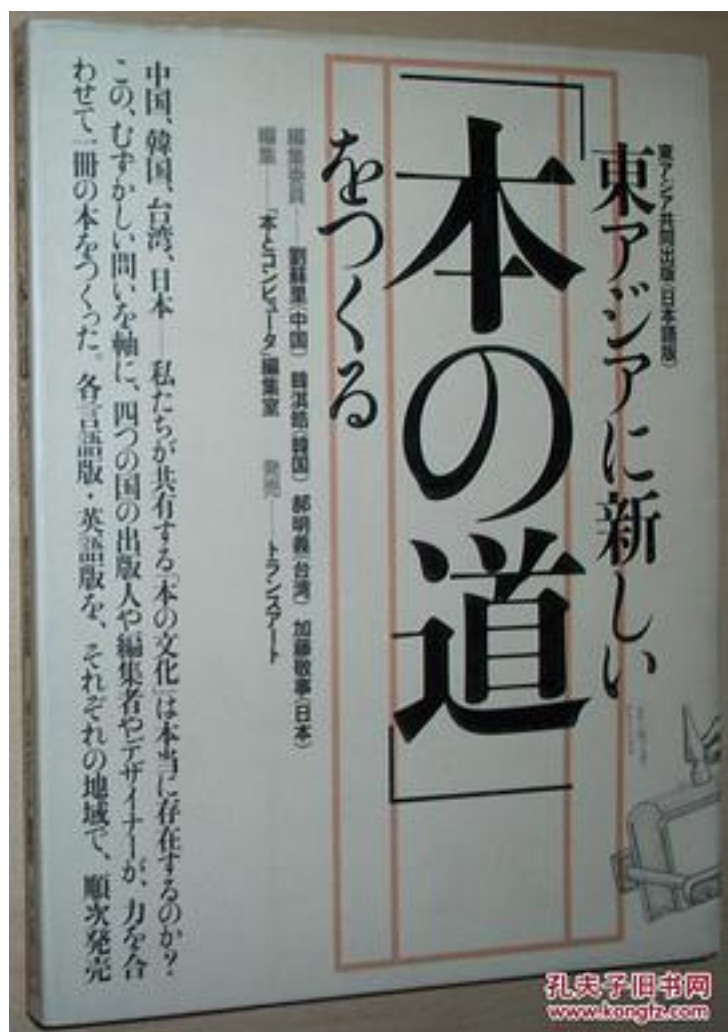 東アジア共同出版(日本語版)
東アジアに新しい
「本の道」
をつくる
編集委員──劉蘇里(中国) 韓淇皓(韓国) 郝明義(台湾) 加藤敬事(日本)
編集──『本とコンピュータ』編集室 発売──トランスアート
中国、韓国、台湾、日本──私たちが共有する「本の文化」は本当に存在するのか?
この、むずかしい問いを軸に、四つの国の出版人や編集者やデザイナーが、力を合
わせて一冊の本をつくった。各言語版・英語版を、それぞれの地域で、順次発売
孔夫子旧书网
www.kongfz.com